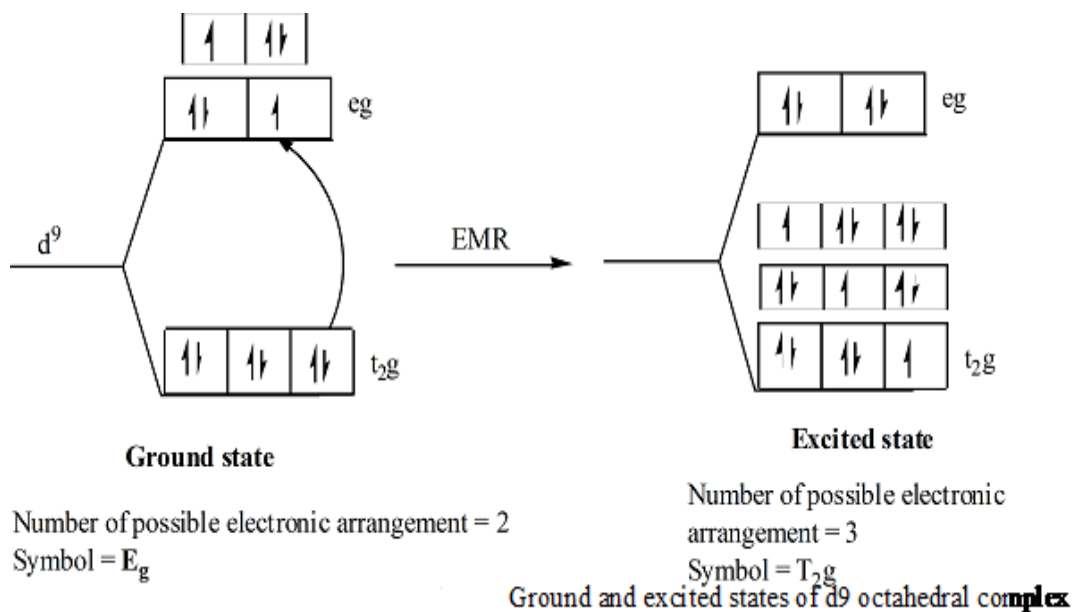 eg
d⁹
t₂g
Ground state
Number of possible electronic arrangement = 2
Symbol = E_g
EMR
eg
t₂g
Excited state
Number of possible electronic
arrangement = 3
Symbol = T₂g
Ground and excited states of d9 octahedral complex